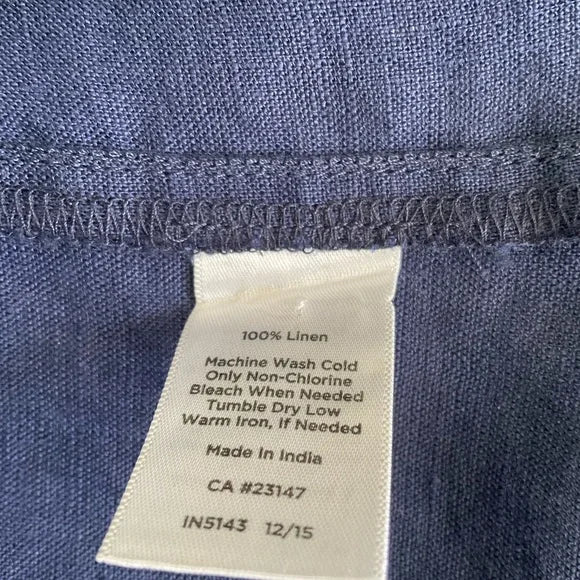 100% Linen
Machine Wash Cold
Only Non-Chlorine
Bleach When Needed
Tumble Dry Low
Warm Iron, If Needed
Made In India
CA #23147
IN5143 12/15